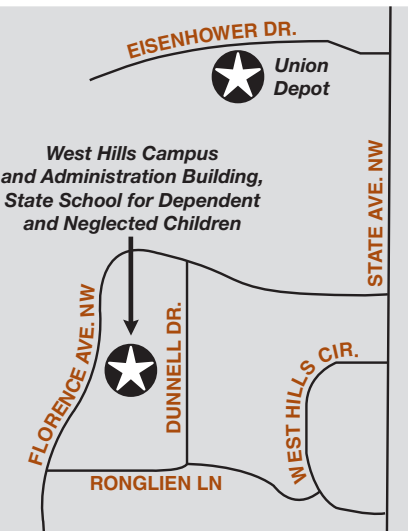 EISENHOWER DR.
Union
Depot
West Hills Campus
and Administration Building,
State School for Dependent
and Neglected Children
STATE AVE. NW
FLORENCE AVE. NW
DUNNELL DR.
WEST HILLS CIR.
RONGLIEN LN